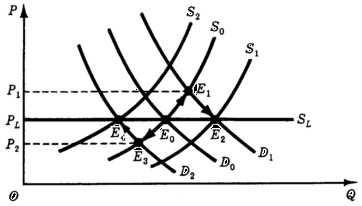 P
S₂
S₀
S₁
P₁
E₁
P_L
S_L
E₀
E₂
P₂
E₃
D₁
D₀
D₂
O
Q